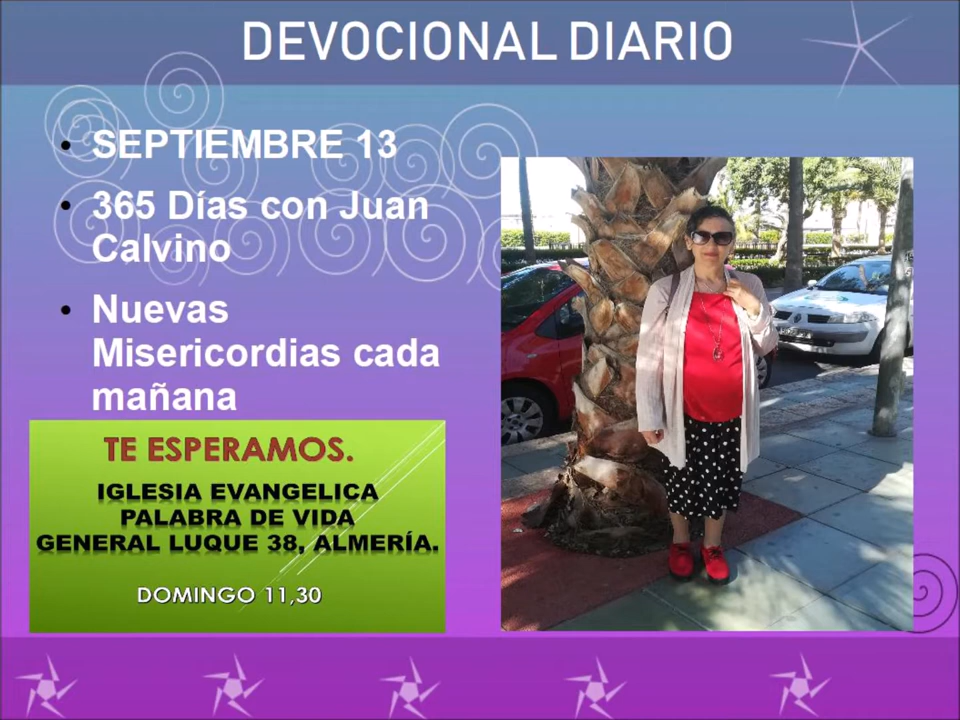 DEVOCIONAL DIARIO
SEPTIEMBRE 13
365 Días con Juan
Calvino
Nuevas
Misericordias cada
mañana
TE ESPERAMOS.
IGLESIA EVANGELICA
PALABRA DE VIDA
GENERAL LUQUE 38, ALMERÍA.
DOMINGO 11,30